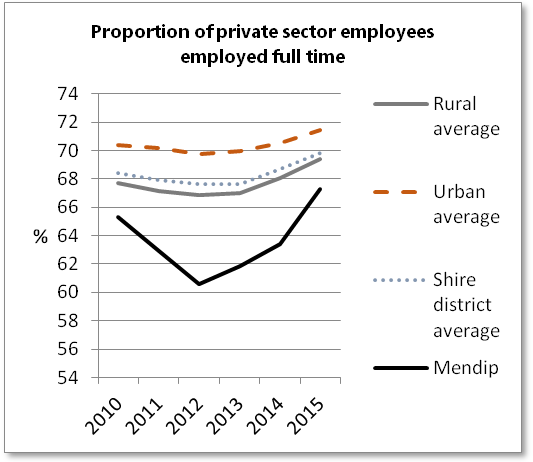 Proportion of private sector employees
employed full time
74
72
70
68
66
64
62
60
58
56
54
%
2010
2011
2012
2013
2014
2015
Rural
average
Urban
average
Shire
district
average
Mendip